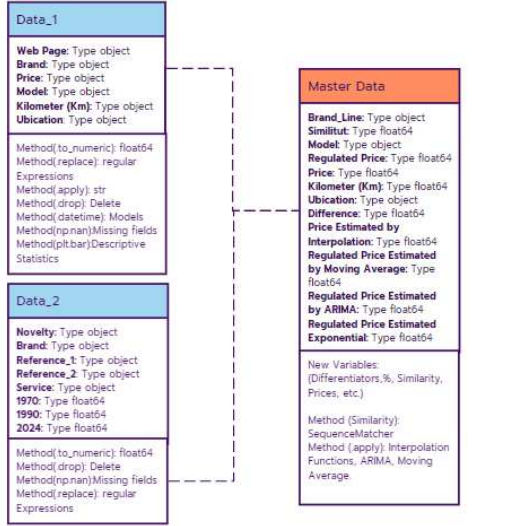 Data_1
Web Page: Type object
Brand: Type object
Price: Type object
Model: Type object
Kilometer (Km): Type object
Ubication: Type object
Method(.to_numeric): float64
Method(.replace): regular
Expressions
Method(.apply): str
Method(.drop): Delete
Method(.datetime): Models
Method(np.nan):Missing fields
Method(plt.bar):Descriptive
Statistics
Data_2
Novelty: Type object
Brand: Type object
Reference_1: Type object
Reference_2: Type object
Service: Type object
1970: Type float64
1990: Type float64
2024: Type float64
Method(.to_numeric): float64
Method(.drop): Delete
Method(np.nan):Missing fields
Method(.replace): regular
Expressions
Master Data
Brand_Line: Type object
Similitut: Type float64
Model: Type object
Regulated Price: Type float64
Price: Type float64
Kilometer (Km): Type float64
Ubication: Type object
Difference: Type float64
Price Estimated by
Interpolation: Type float64
Regulated Price Estimated
by Moving Average: Type
float64
Regulated Price Estimated
by ARIMA: Type float64
Regulated Price Estimated
Exponential: Type float64
New Variables:
(Differentiators,%, Similarity,
Prices, etc.)
Method (Similarity):
SequenceMatcher
Method (.apply): Interpolation
Functions, ARIMA, Moving
Average.